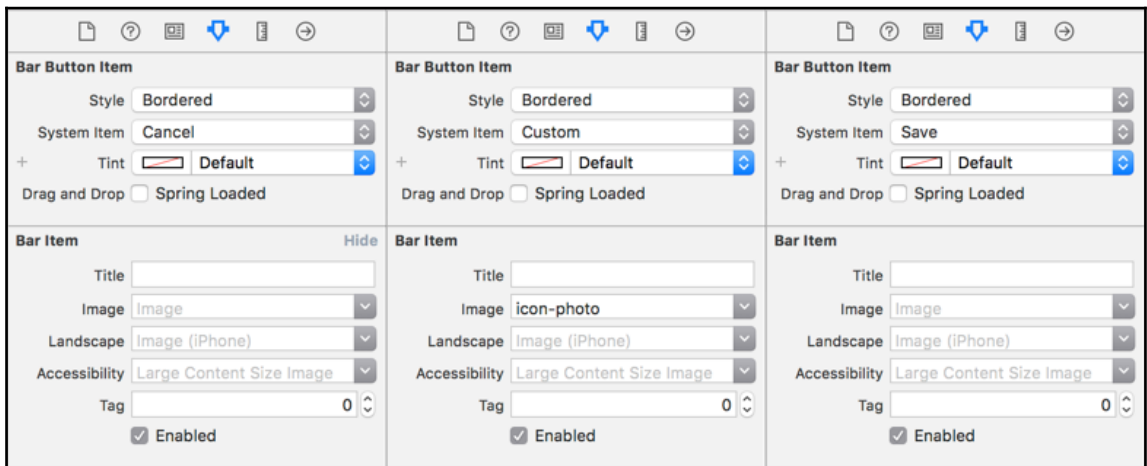 Bar Button Item
Style Bordered
System Item Cancel
+ Tint Default
Drag and Drop Spring Loaded
Bar Item Hide
Title
Image Image
Landscape Image (iPhone)
Accessibility Large Content Size Image
Tag 0
Enabled
Bar Button Item
Style Bordered
System Item Custom
+ Tint Default
Drag and Drop Spring Loaded
Bar Item
Title
Image icon-photo
Landscape Image (iPhone)
Accessibility Large Content Size Image
Tag 0
Enabled
Bar Button Item
Style Bordered
System Item Save
+ Tint Default
Drag and Drop Spring Loaded
Bar Item
Title
Image Image
Landscape Image (iPhone)
Accessibility Large Content Size Image
Tag 0
Enabled